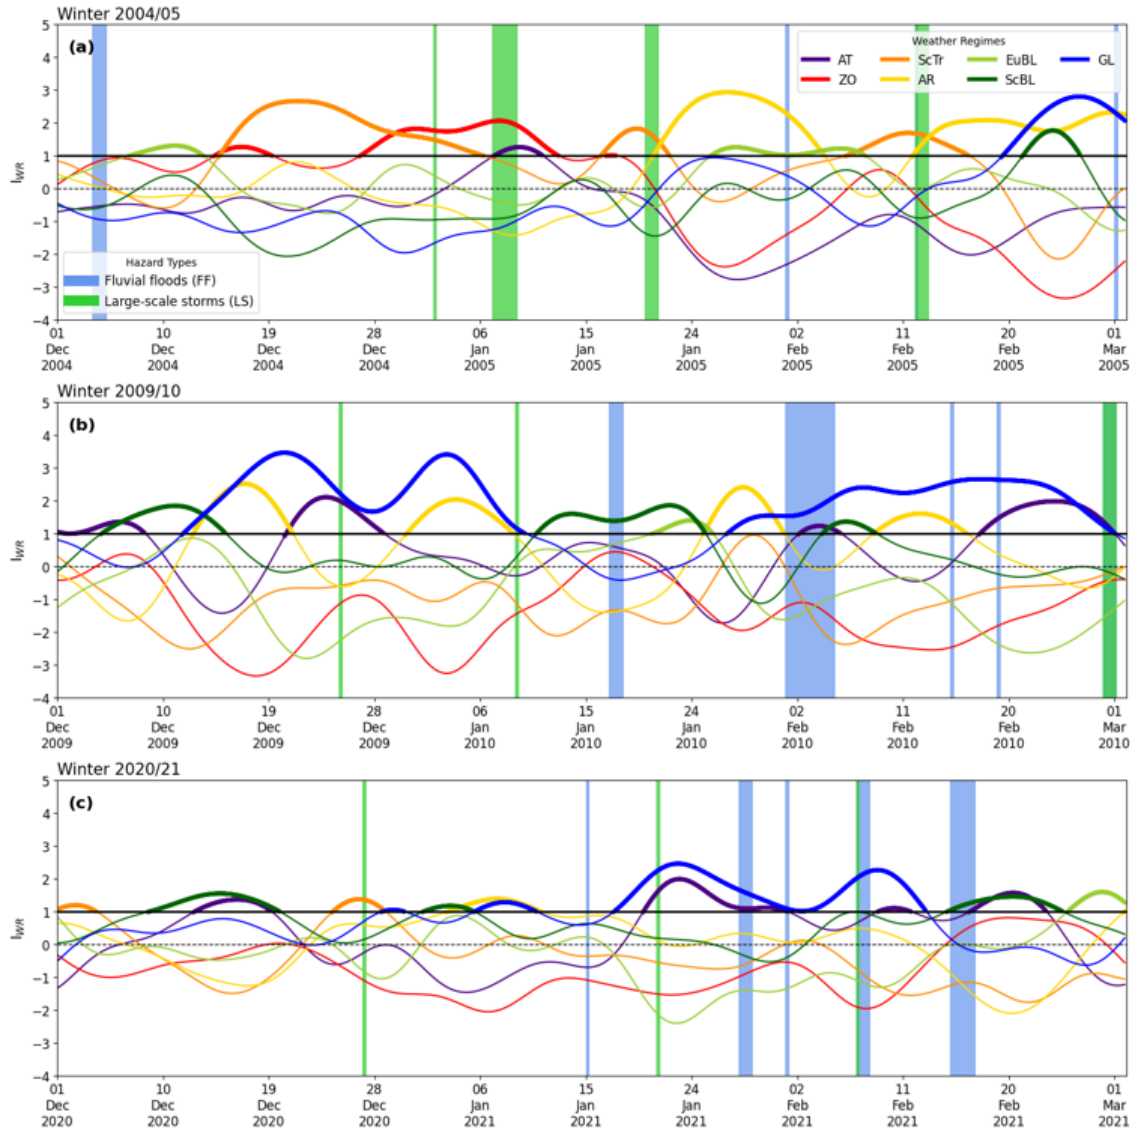 Winter 2004/05
(a)
Weather Regimes
AT ScTr EuBL GL
ZO AR ScBL
I_WR
5
4
3
2
1
0
−1
−2
−3
−4
Hazard Types
Fluvial floods (FF)
Large-scale storms (LS)
01 10 19 28 06 15 24 02 11 20 01
Dec Dec Dec Dec Jan Jan Jan Feb Feb Feb Mar
2004 2004 2004 2004 2005 2005 2005 2005 2005 2005 2005
Winter 2009/10
(b)
I_WR
5
4
3
2
1
0
−1
−2
−3
−4
01 10 19 28 06 15 24 02 11 20 01
Dec Dec Dec Dec Jan Jan Jan Feb Feb Feb Mar
2009 2009 2009 2009 2010 2010 2010 2010 2010 2010 2010
Winter 2020/21
(c)
I_WR
5
4
3
2
1
0
−1
−2
−3
−4
01 10 19 28 06 15 24 02 11 20 01
Dec Dec Dec Dec Jan Jan Jan Feb Feb Feb Mar
2020 2020 2020 2020 2021 2021 2021 2021 2021 2021 2021